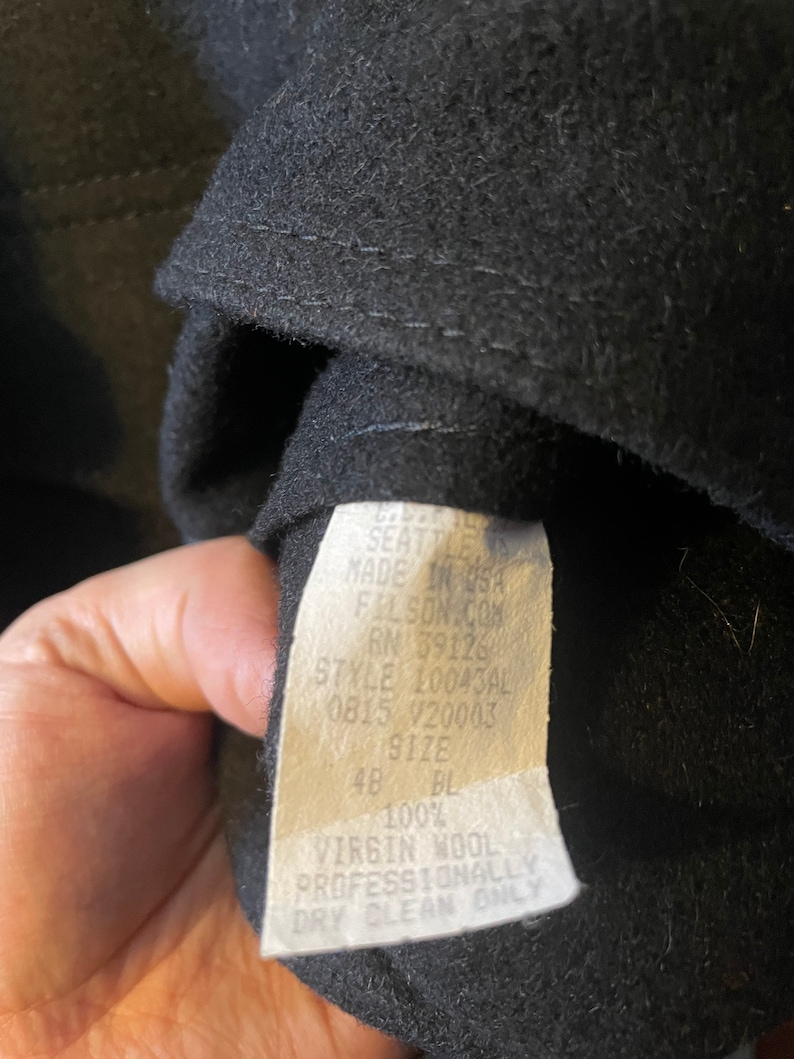 SEATTLE,
MADE IN USA
FILSON.COM
RN 39126
STYLE 10043AL
0815 V20003
SIZE
48 BL
100%
VIRGIN WOOL
PROFESSIONALLY
DRY CLEAN ONLY